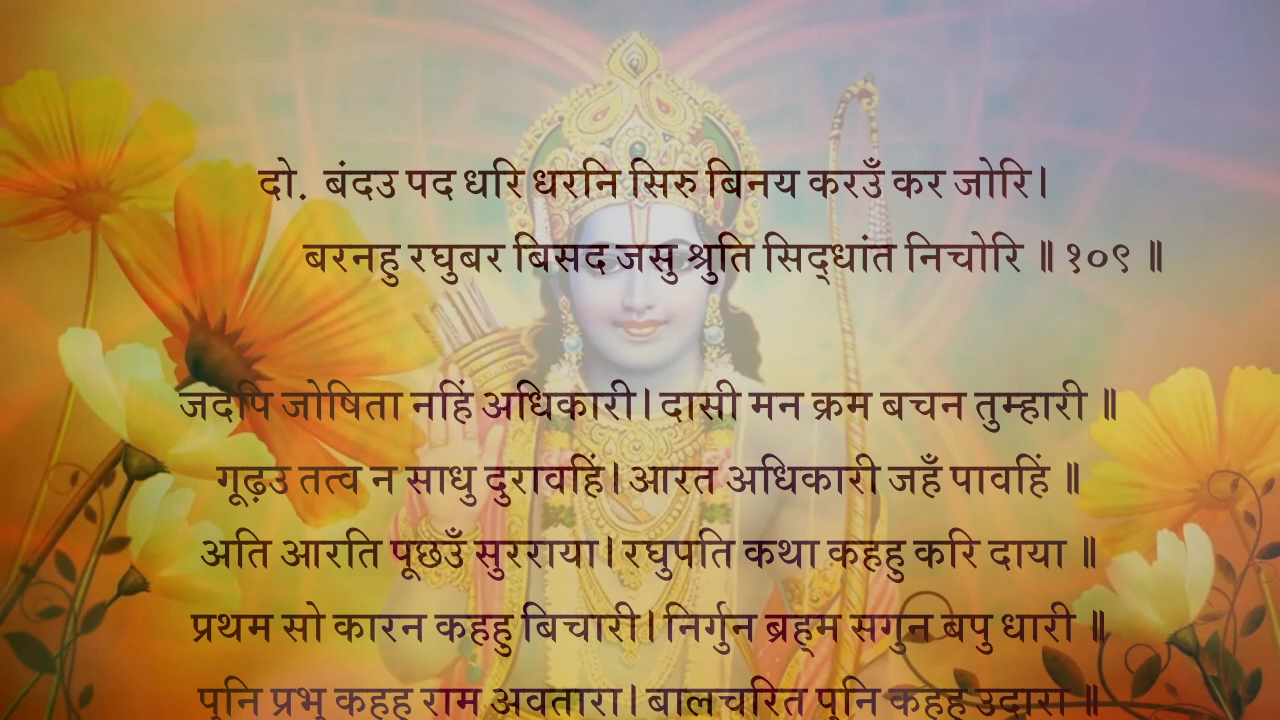 दो. बंदउ पद धरि धरनि सिरु बिनय करउँ कर जोरि।
बरनहु रघुबर बिसद जसु श्रुति सिद्धांत निचोरि ॥ १०९ ॥
जदपि जोषिता नहिं अधिकारी। दासी मन क्रम बचन तुम्हारी ॥
गूढ़उ तत्व न साधु दुरावहिं। आरत अधिकारी जहँ पावहिं ॥
अति आरति पूछउँ सुरराया। रघुपति कथा कहहु करि दाया ॥
प्रथम सो कारन कहहु बिचारी। निर्गुन ब्रह्म सगुन बपु धारी ॥
पुनि प्रभु कहहु राम अवतारा। बालचरित पुनि कहहु उदारा ॥